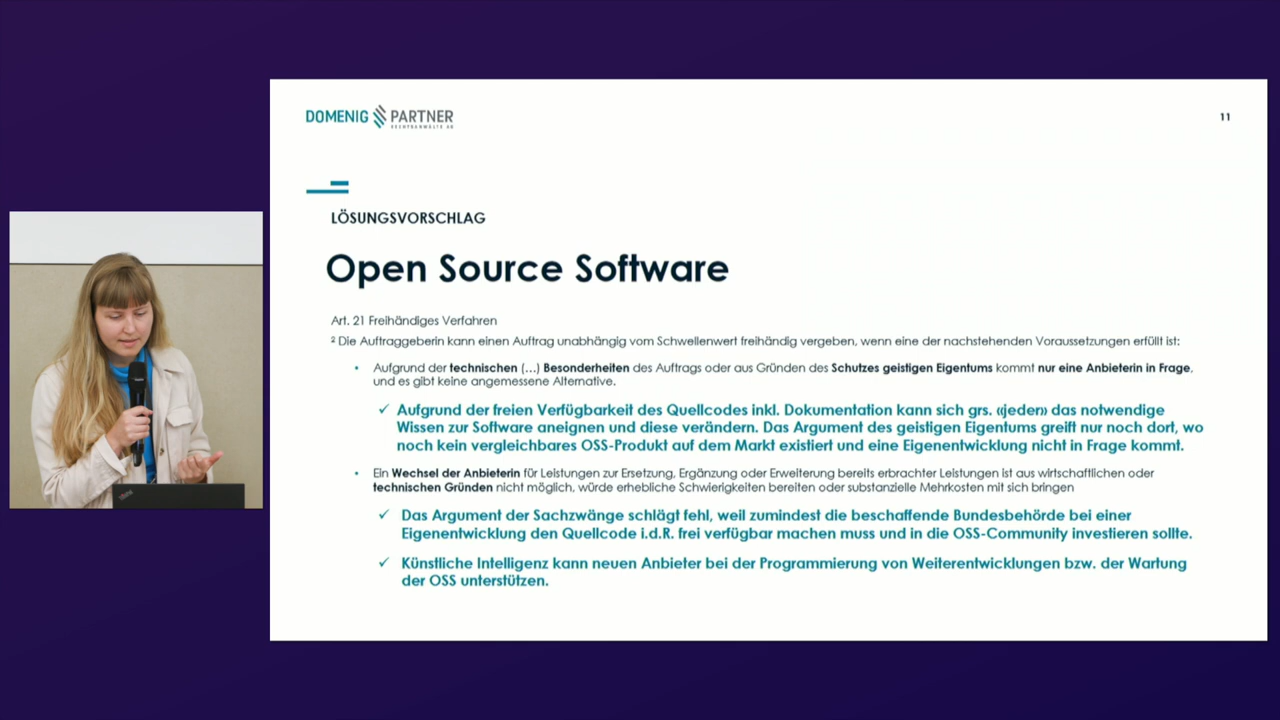 DOMENIG PARTNER
RECHTSANWÄLTE AG
11
LÖSUNGSVORSCHLAG
Open Source Software
Art. 21 Freihändiges Verfahren
² Die Auftraggeberin kann einen Auftrag unabhängig vom Schwellenwert freihändig vergeben, wenn eine der nachstehenden Voraussetzungen erfüllt ist:
• Aufgrund der technischen (…) Besonderheiten des Auftrags oder aus Gründen des Schutzes geistigen Eigentums kommt nur eine Anbieterin in Frage,
und es gibt keine angemessene Alternative.
✓ Aufgrund der freien Verfügbarkeit des Quellcodes inkl. Dokumentation kann sich grs. «jeder» das notwendige
Wissen zur Software aneignen und diese verändern. Das Argument des geistigen Eigentums greift nur noch dort, wo
noch kein vergleichbares OSS-Produkt auf dem Markt existiert und eine Eigenentwicklung nicht in Frage kommt.
• Ein Wechsel der Anbieterin für Leistungen zur Ersetzung, Ergänzung oder Erweiterung bereits erbrachter Leistungen ist aus wirtschaftlichen oder
technischen Gründen nicht möglich, würde erhebliche Schwierigkeiten bereiten oder substanzielle Mehrkosten mit sich bringen
✓ Das Argument der Sachzwänge schlägt fehl, weil zumindest die beschaffende Bundesbehörde bei einer
Eigenentwicklung den Quellcode i.d.R. frei verfügbar machen muss und in die OSS-Community investieren sollte.
✓ Künstliche Intelligenz kann neuen Anbieter bei der Programmierung von Weiterentwicklungen bzw. der Wartung
der OSS unterstützen.